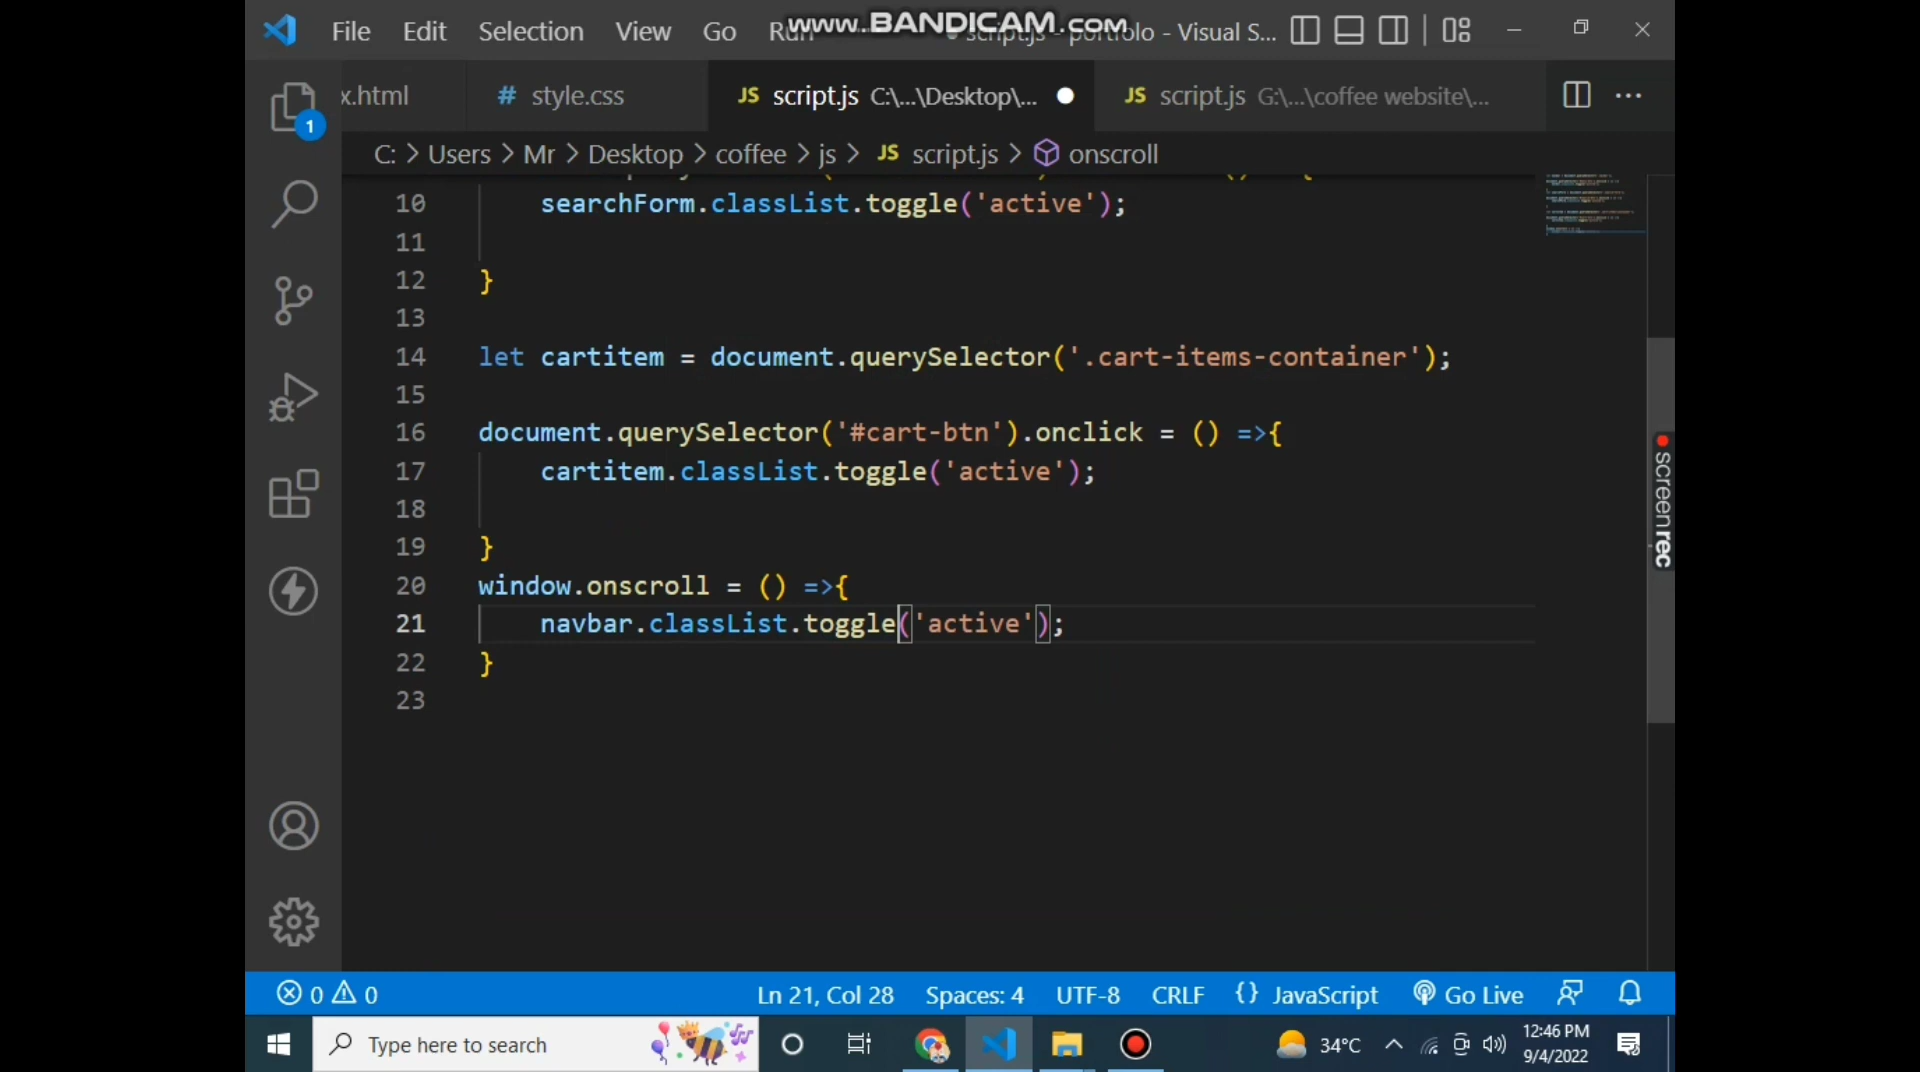 www.BANDICAM.com
File Edit Selection View Go Run script.js - portfolo - Visual S...
x.html # style.css JS script.js C:\...\Desktop\... JS script.js G:\...\coffee website\...
1
C: > Users > Mr > Desktop > coffee > js > JS script.js > onscroll
10 searchForm.classList.toggle('active');
11
12 }
13
14 let cartitem = document.querySelector('.cart-items-container');
15
16 document.querySelector('#cart-btn').onclick = () =>{
17 cartitem.classList.toggle('active');
18
19 }
20 window.onscroll = () =>{
21 navbar.classList.toggle('active');
22 }
23
screenrec
0 0 Ln 21, Col 28 Spaces: 4 UTF-8 CRLF {} JavaScript Go Live
Type here to search 34°C 12:46 PM
9/4/2022